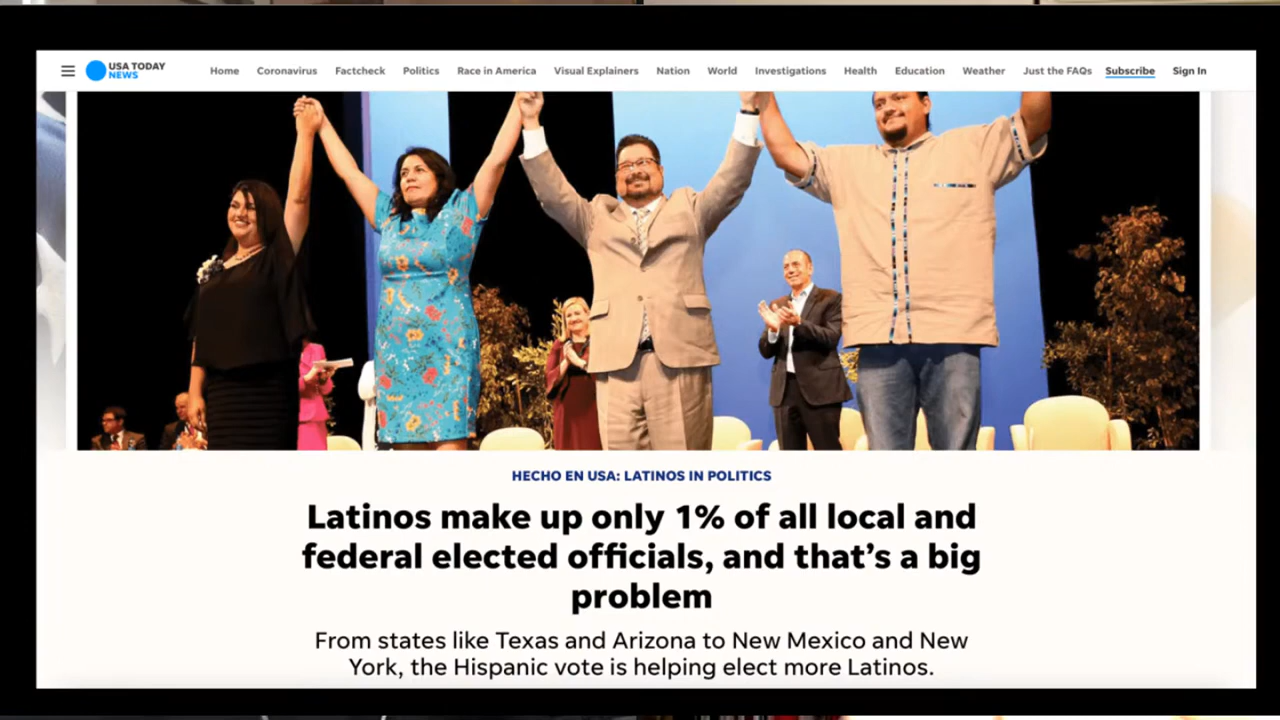 USA TODAY
NEWS
Home Coronavirus Factcheck Politics Race in America Visual Explainers Nation World Investigations Health Education Weather Just the FAQs Subscribe Sign In
HECHO EN USA: LATINOS IN POLITICS
Latinos make up only 1% of all local and
federal elected officials, and that’s a big
problem
From states like Texas and Arizona to New Mexico and New
York, the Hispanic vote is helping elect more Latinos.